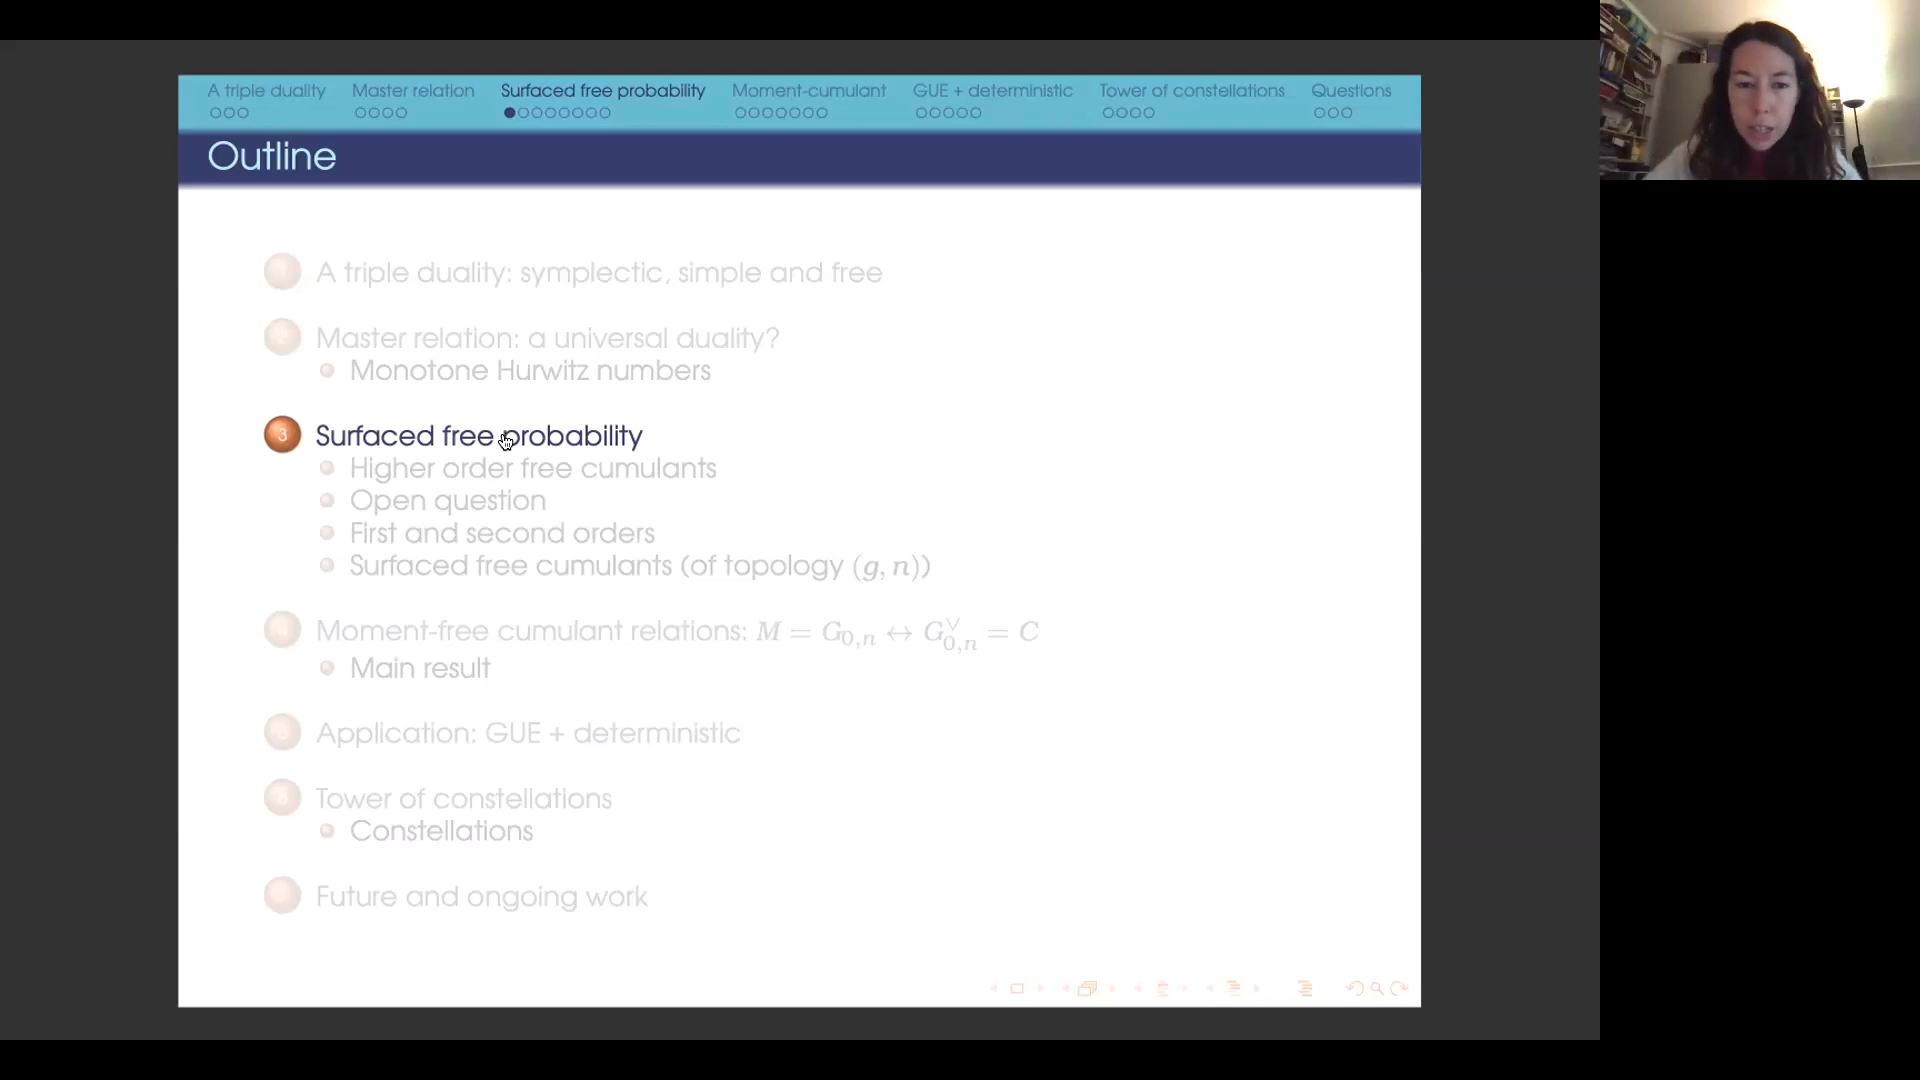 A triple duality Master relation Surfaced free probability Moment-cumulant GUE + deterministic Tower of constellations Questions
Outline
A triple duality: symplectic, simple and free
Master relation: a universal duality?
Monotone Hurwitz numbers
3 Surfaced free probability
Higher order free cumulants
Open question
First and second orders
Surfaced free cumulants (of topology (g, n))
Moment-free cumulant relations: M = G₀,ₙ ↔ G^∨₀,ₙ = C
Main result
Application: GUE + deterministic
Tower of constellations
Constellations
Future and ongoing work